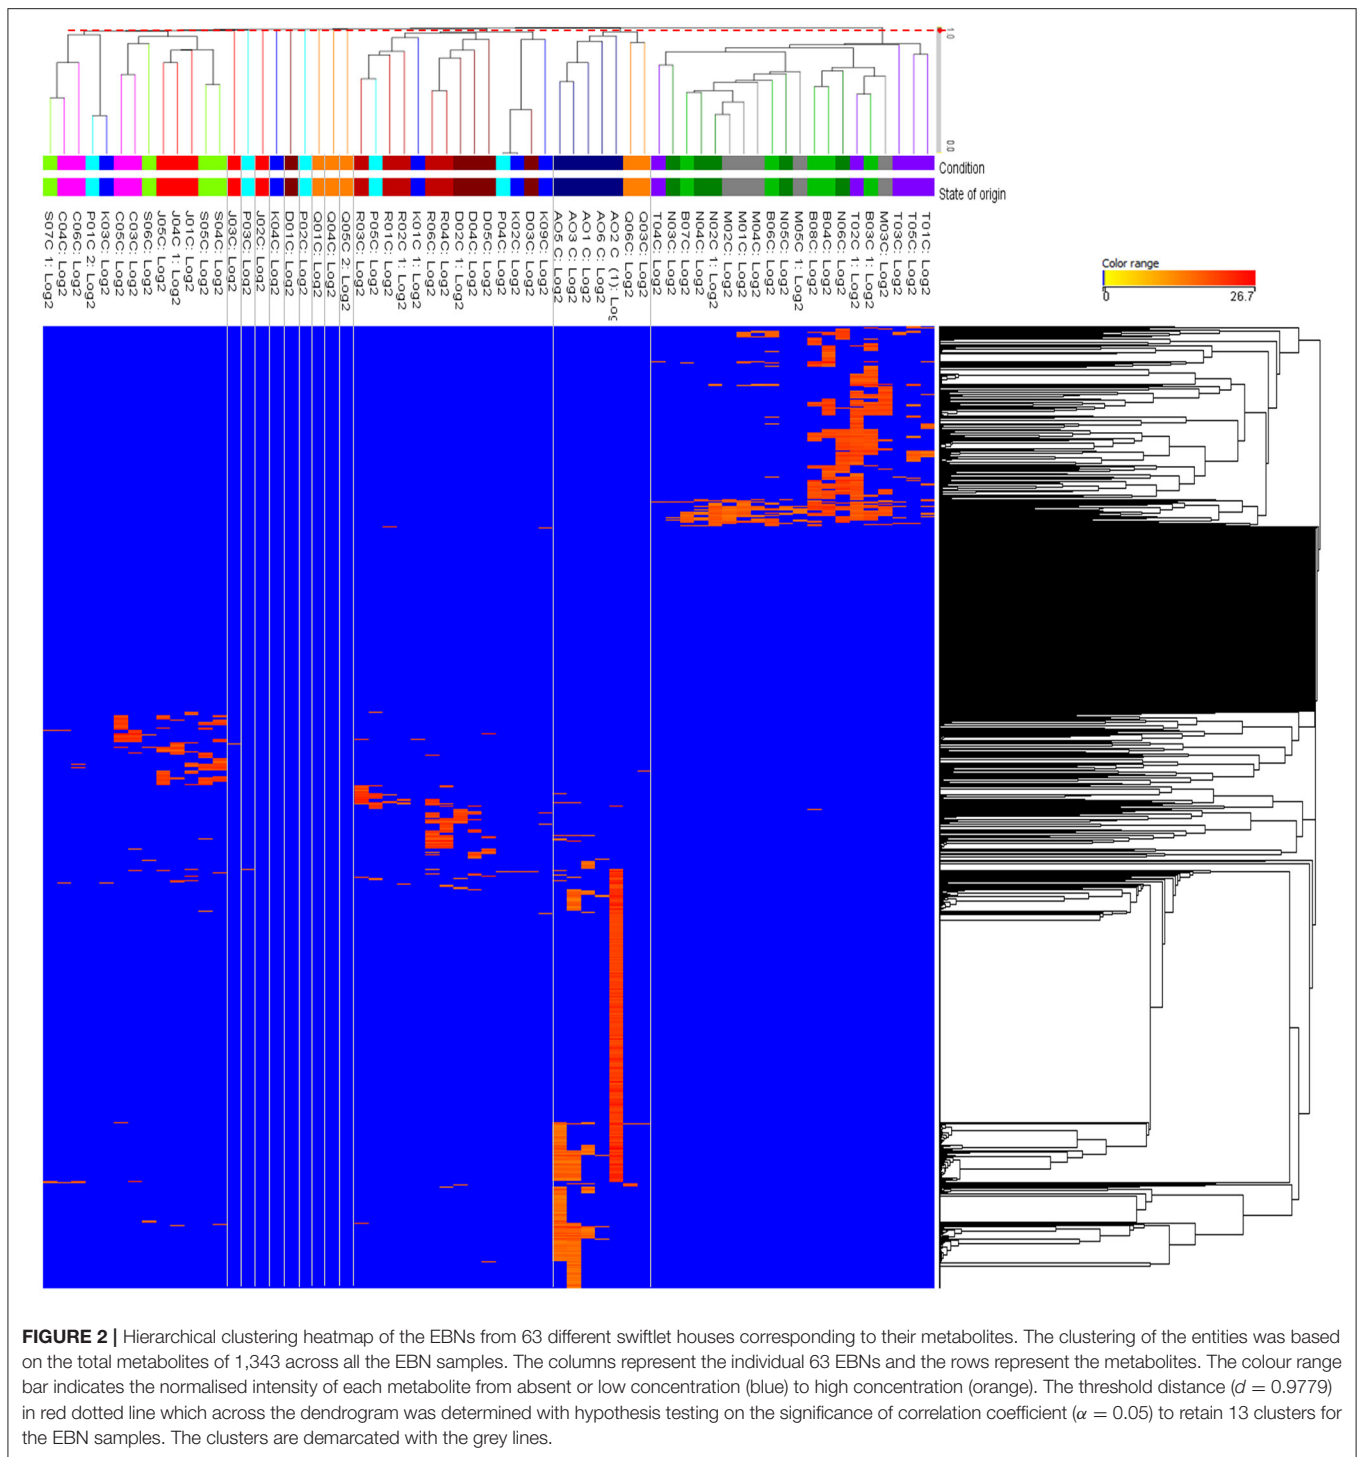 1.0
0.0
Condition
State of origin
S07C 1: Log2
C04C: Log2
C06C: Log2
P01C 2: Log2
K03C: Log2
C05C: Log2
C03C: Log2
S06C: Log2
J05C: Log2
J04C 1: Log2
J01C: Log2
S05C: Log2
S04C: Log2
J03C: Log2
P03C: Log2
J02C: Log2
K04C: Log2
D01C: Log2
P02C: Log2
Q01C: Log2
Q04C: Log2
Q05C 2: Log2
R03C: Log2
P05C: Log2
R01C: Log2
R02C 1: Log2
K01C 1: Log2
R06C: Log2
R04C: Log2
D02C 1: Log2
D04C: Log2
D05C: Log2
P04C 1: Log2
K02C: Log2
D03C: Log2
K09C: Log2
AO5 C: Log2
AO3 C: Log2
AO1 C: Log2
AO6 C: Log2
AO2 C (1): Log
Q06C: Log2
Q03C: Log2
T04C: Log2
N03C: Log2
B07C: Log2
N04C: Log2
N02C 1: Log2
M02C: Log2
M01C: Log2
M04C: Log2
B06C: Log2
N05C: Log2
M05C 1: Log2
B08C: Log2
B04C: Log2
N06C: Log2
T02C 1: Log2
B03C 1: Log2
M03C: Log2
T03C: Log2
T05C: Log2
T01C: Log2
Color range
0 26.7
FIGURE 2 | Hierarchical clustering heatmap of the EBNs from 63 different swiftlet houses corresponding to their metabolites. The clustering of the entities was based
on the total metabolites of 1,343 across all the EBN samples. The columns represent the individual 63 EBNs and the rows represent the metabolites. The colour range
bar indicates the normalised intensity of each metabolite from absent or low concentration (blue) to high concentration (orange). The threshold distance (d = 0.9779)
in red dotted line which across the dendrogram was determined with hypothesis testing on the significance of correlation coefficient (α = 0.05) to retain 13 clusters for
the EBN samples. The clusters are demarcated with the grey lines.